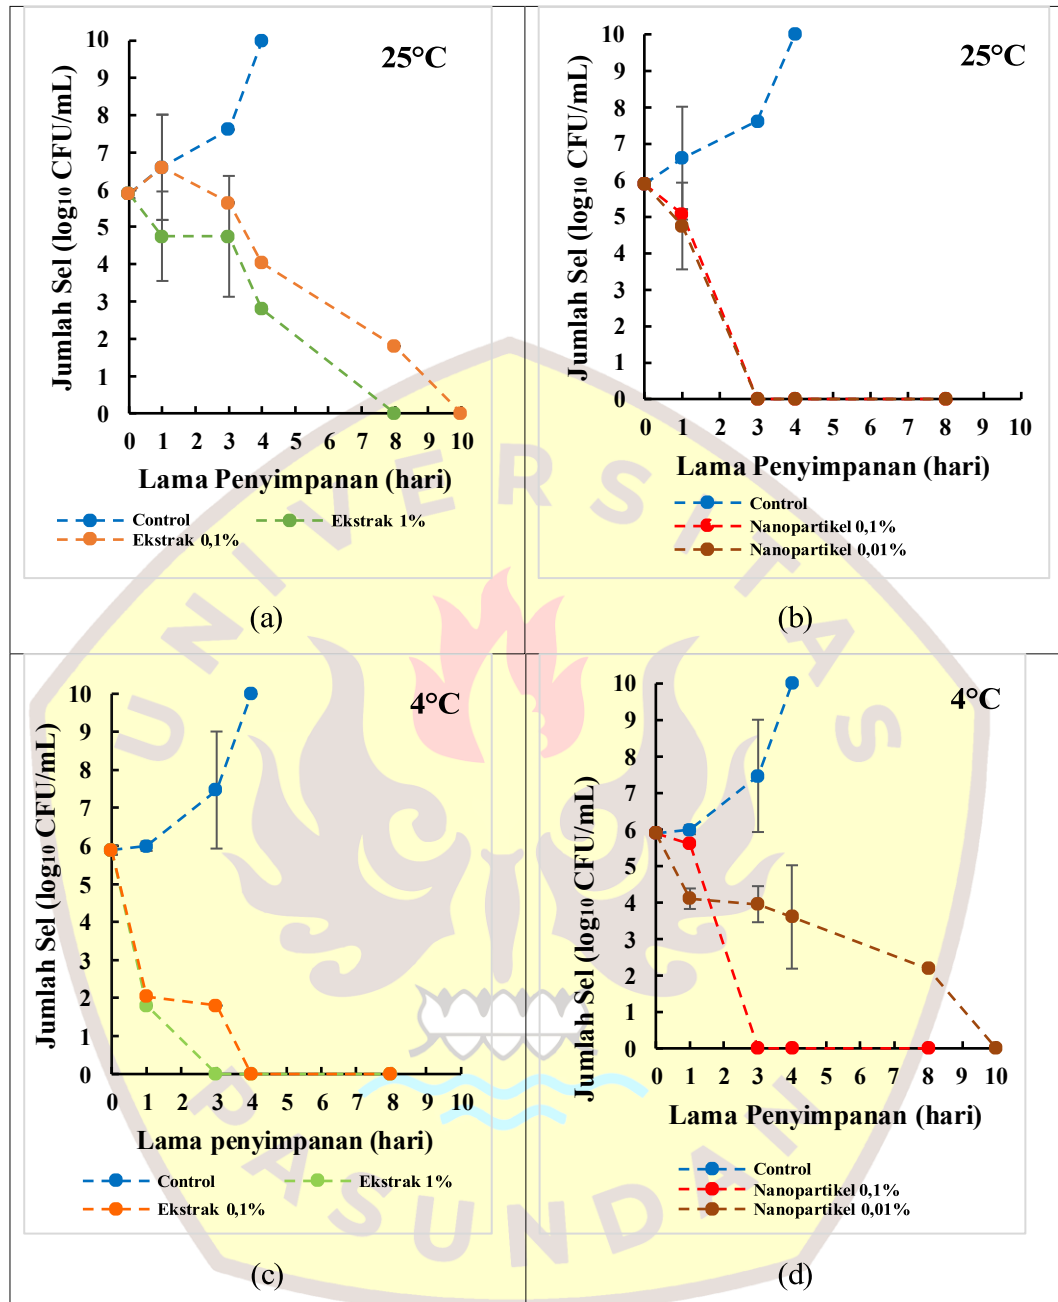 25°C
Jumlah Sel (log₁₀ CFU/mL)
10
9
8
7
6
5
4
3
2
1
0
0 1 2 3 4 5 6 7 8 9 10
Lama Penyimpanan (hari)
Control
Ekstrak 1%
Ekstrak 0,1%
(a)
25°C
Jumlah Sel (log₁₀ CFU/mL)
10
9
8
7
6
5
4
3
2
1
0
0 1 2 3 4 5 6 7 8 9 10
Lama Penyimpanan (hari)
Control
Nanopartikel 0,1%
Nanopartikel 0,01%
(b)
4°C
Jumlah Sel (log₁₀ CFU/mL)
10
9
8
7
6
5
4
3
2
1
0
0 1 2 3 4 5 6 7 8 9 10
Lama penyimpanan (hari)
Control
Ekstrak 1%
Ekstrak 0,1%
(c)
4°C
Jumlah Sel (log₁₀ CFU/mL)
10
9
8
7
6
5
4
3
2
1
0
0 1 2 3 4 5 6 7 8 9 10
Lama Penyimpanan (hari)
Control
Nanopartikel 0,1%
Nanopartikel 0,01%
(d)
UNIVERSITAS
PASUNDAN